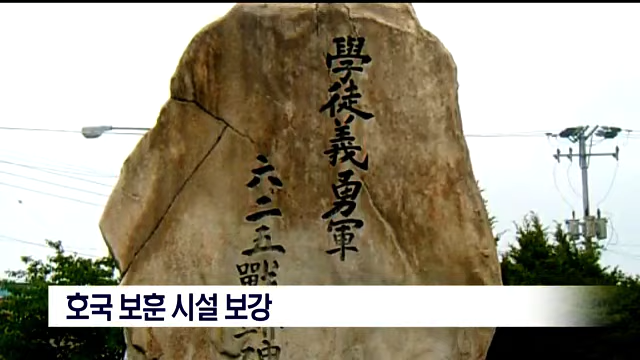 學徒義勇軍
六二五戰
호국 보훈 시설 보강